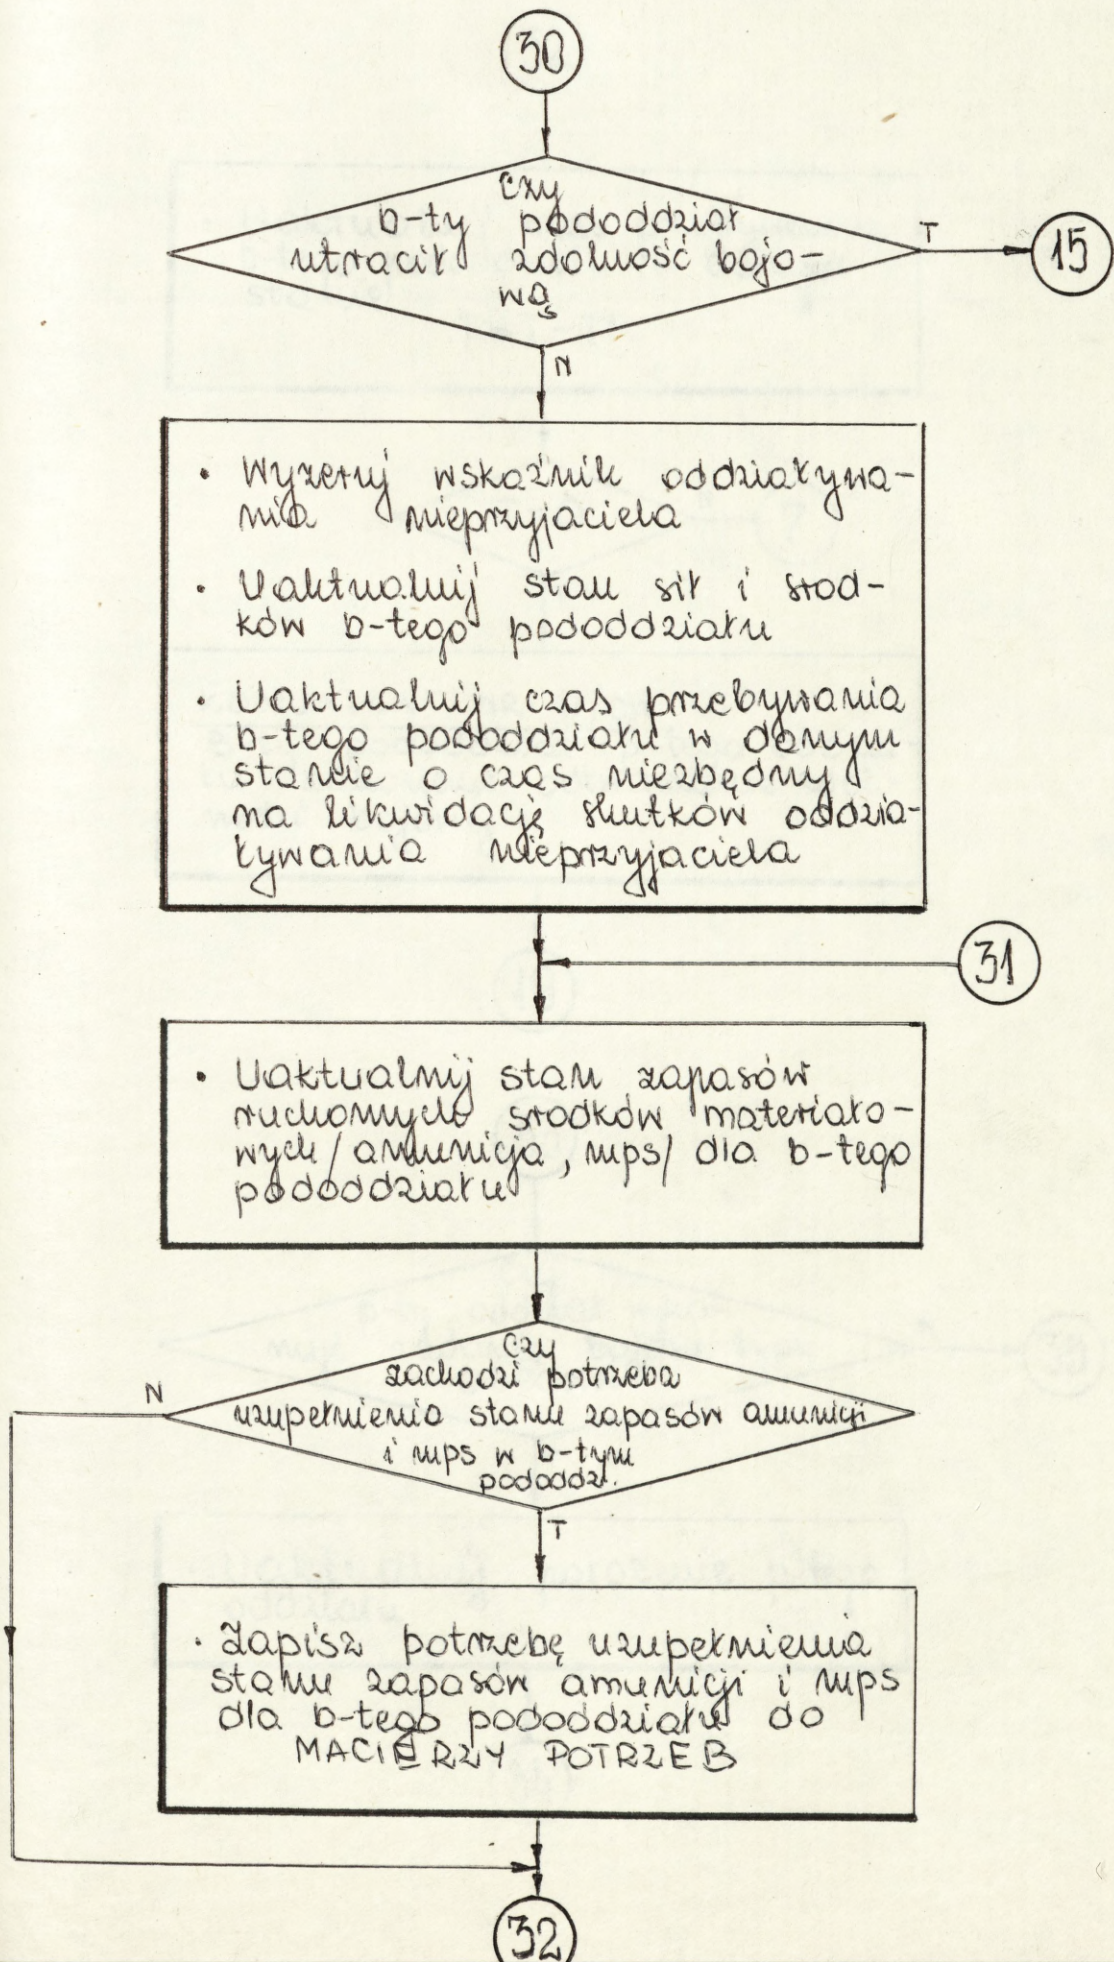 30
czy
b-ty pododdział
utracił zdolność bojo-
wą
T
15
N
• Wyzeruj wskaźnik oddziaływa-
nia nieprzyjaciela
• Uaktualnij stan sił i środ-
ków b-tego pododdziału
• Uaktualnij czas przebywania
b-tego pododdziału w danym
stanie o czas niezbędny
na likwidację skutków oddzia-
ływania nieprzyjaciela
31
• Uaktualnij stan zapasów
ruchomych środków materiało-
wych /amunicja, mps/ dla b-tego
pododdziału
czy
zachodzi potrzeba
N
uzupełnienia stanu zapasów amunicji
i mps w b-tym
pododdz.
T
• Zapisz potrzebę uzupełnienia
stanu zapasów amunicji i mps
dla b-tego pododdziału do
MACIERZY POTRZEB
32